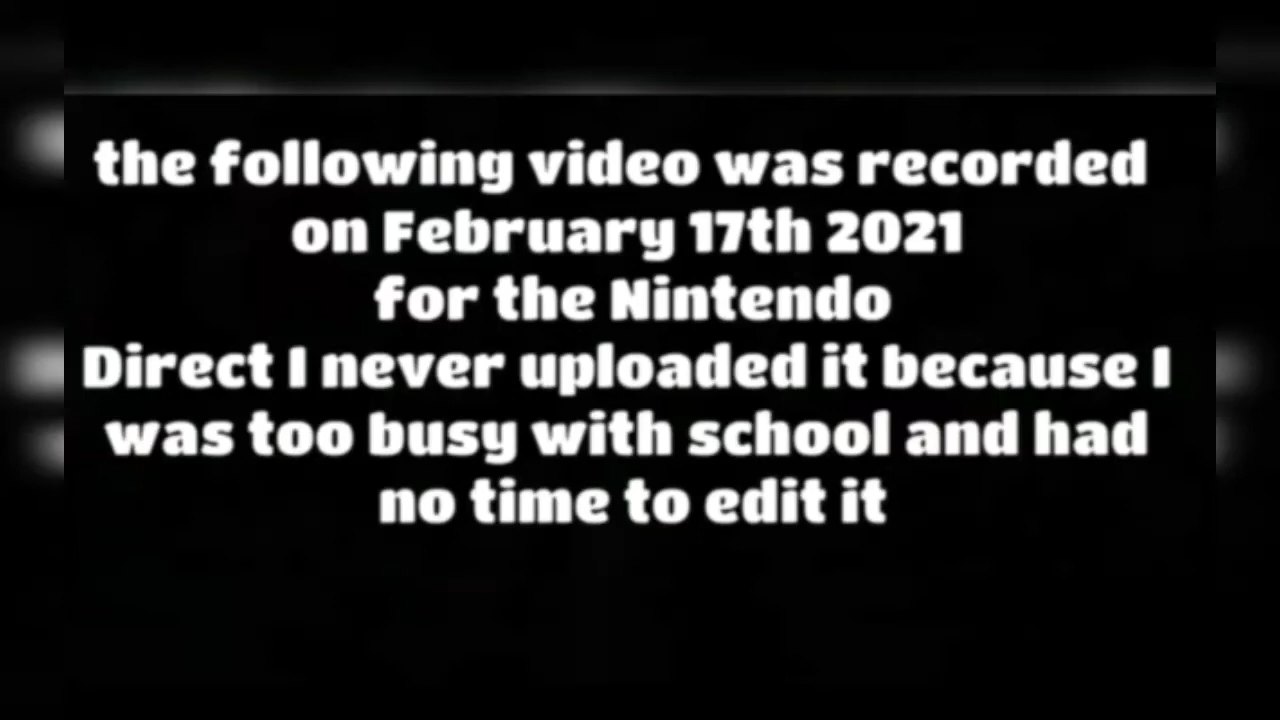 the following video was recorded
on February 17th 2021
for the Nintendo
Direct I never uploaded it because I
was too busy with school and had
no time to edit it